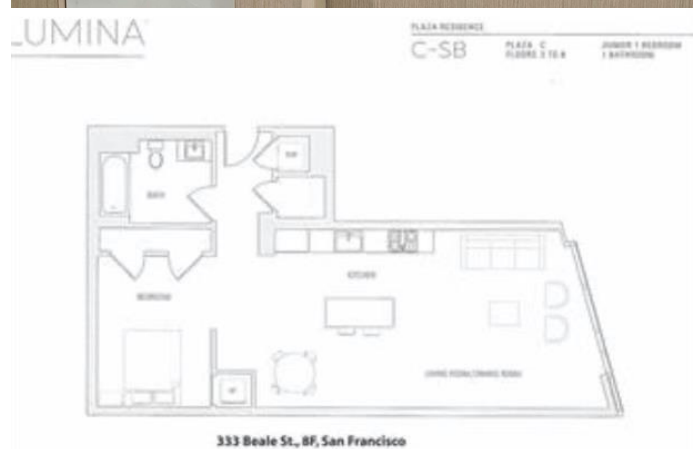 LUMINA
PLAZA RESIDENCE
C-SB
PLAZA C
FLOORS 3 TO 8
JUNIOR 1 BEDROOM
1 BATHROOM
BATH
BEDROOM
KITCHEN
LIVING ROOM/DINING ROOM
333 Beale St., 8F, San Francisco